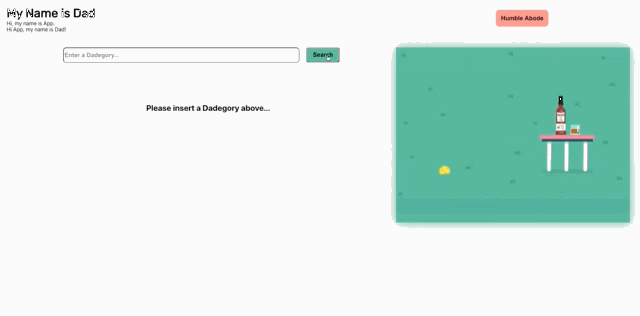 My Name is Dad
Hi, my name is App.
Hi App, my name is Dad!
Humble Abode
Enter a Dadegory...
Search
Please insert a Dadegory above...